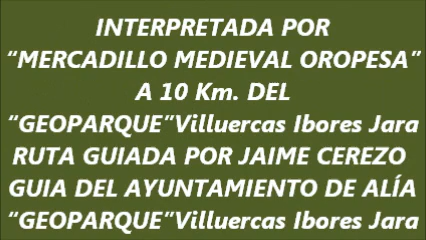 INTERPRETADA POR
“MERCADILLO MEDIEVAL OROPESA”
A 10 Km. DEL
“GEOPARQUE”Villuercas Ibores Jara
RUTA GUIADA POR JAIME CEREZO
GUIA DEL AYUNTAMIENTO DE ALÍA
“GEOPARQUE”Villuercas Ibores Jara